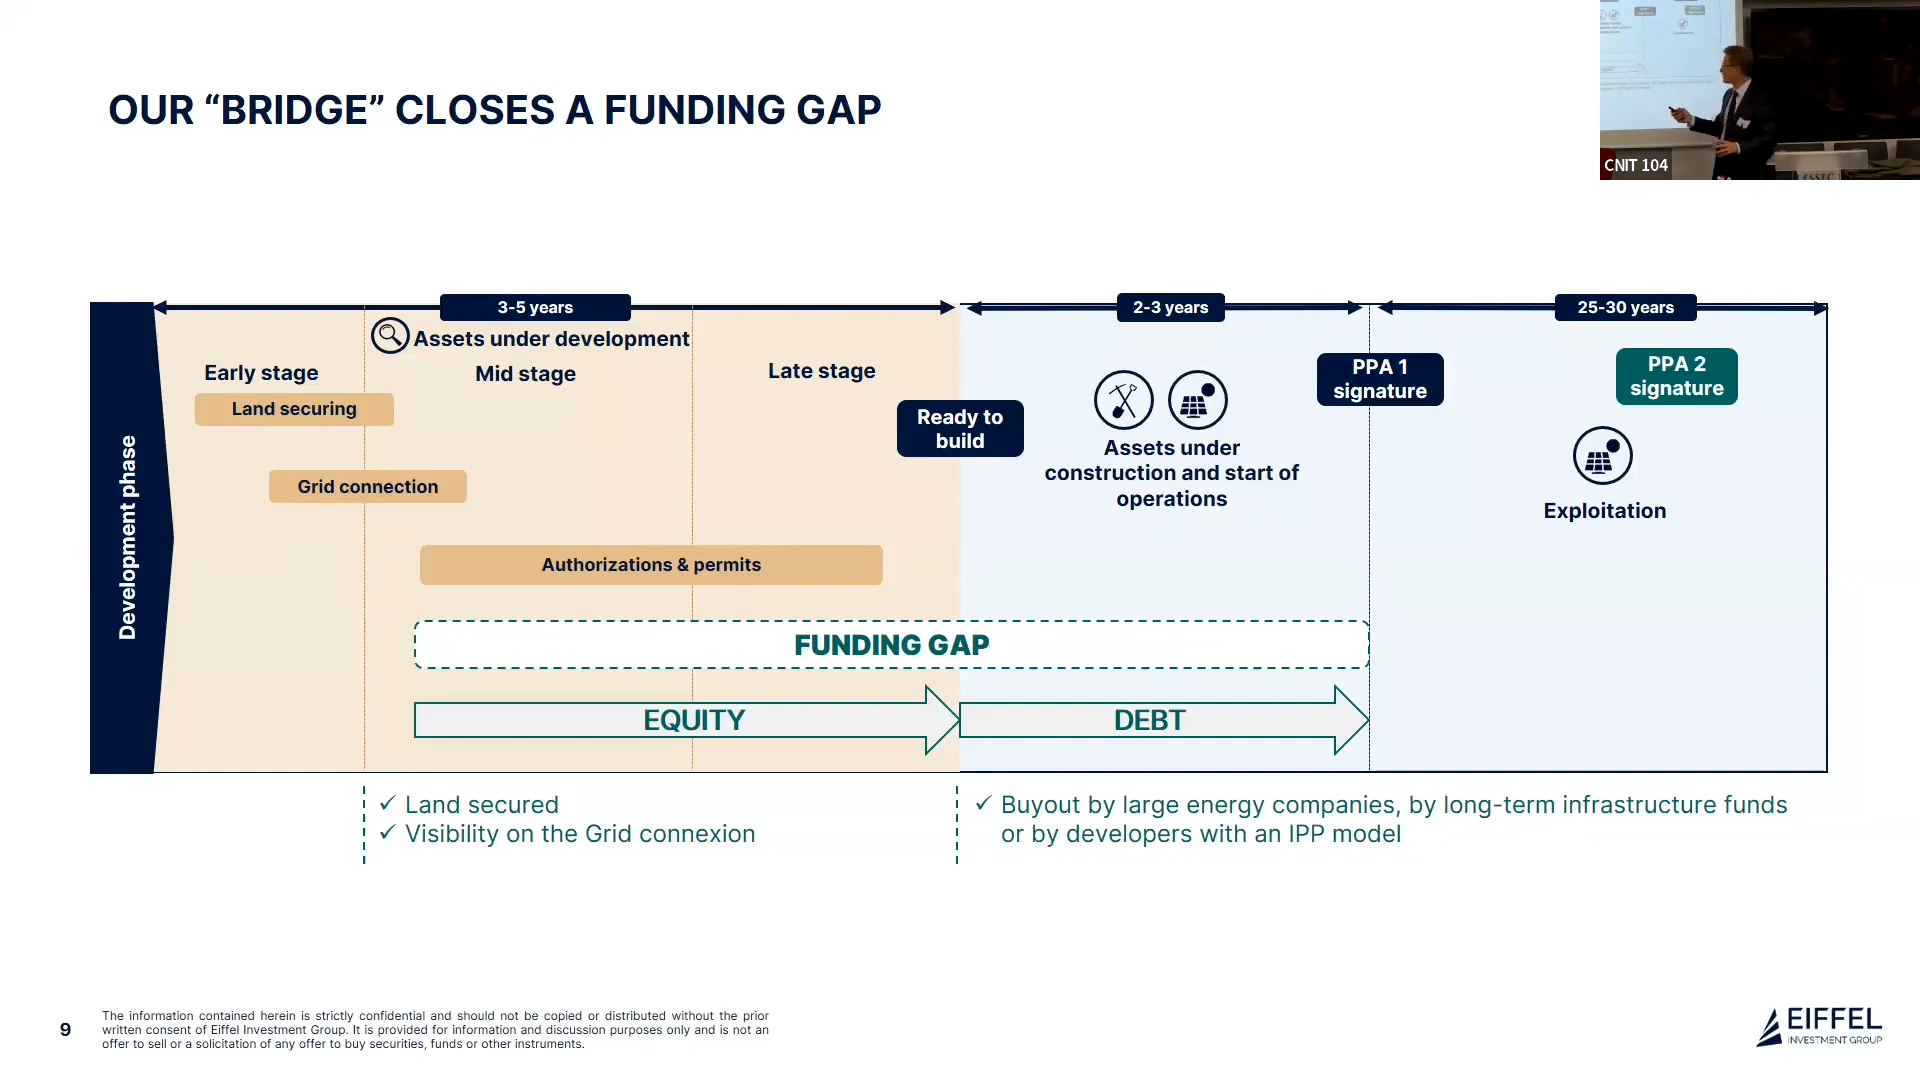 OUR “BRIDGE” CLOSES A FUNDING GAP
CNIT 104
ESSEC
3-5 years
2-3 years
25-30 years
Assets under development
Early stage
Mid stage
Late stage
Land securing
Grid connection
Authorizations & permits
Development phase
Ready to
build
Assets under
construction and start of
operations
PPA 1
signature
PPA 2
signature
Exploitation
FUNDING GAP
EQUITY
DEBT
✓ Land secured
✓ Visibility on the Grid connexion
✓ Buyout by large energy companies, by long-term infrastructure funds
or by developers with an IPP model
9
The information contained herein is strictly confidential and should not be copied or distributed without the prior
written consent of Eiffel Investment Group. It is provided for information and discussion purposes only and is not an
offer to sell or a solicitation of any offer to buy securities, funds or other instruments.
EIFFEL
INVESTMENT GROUP